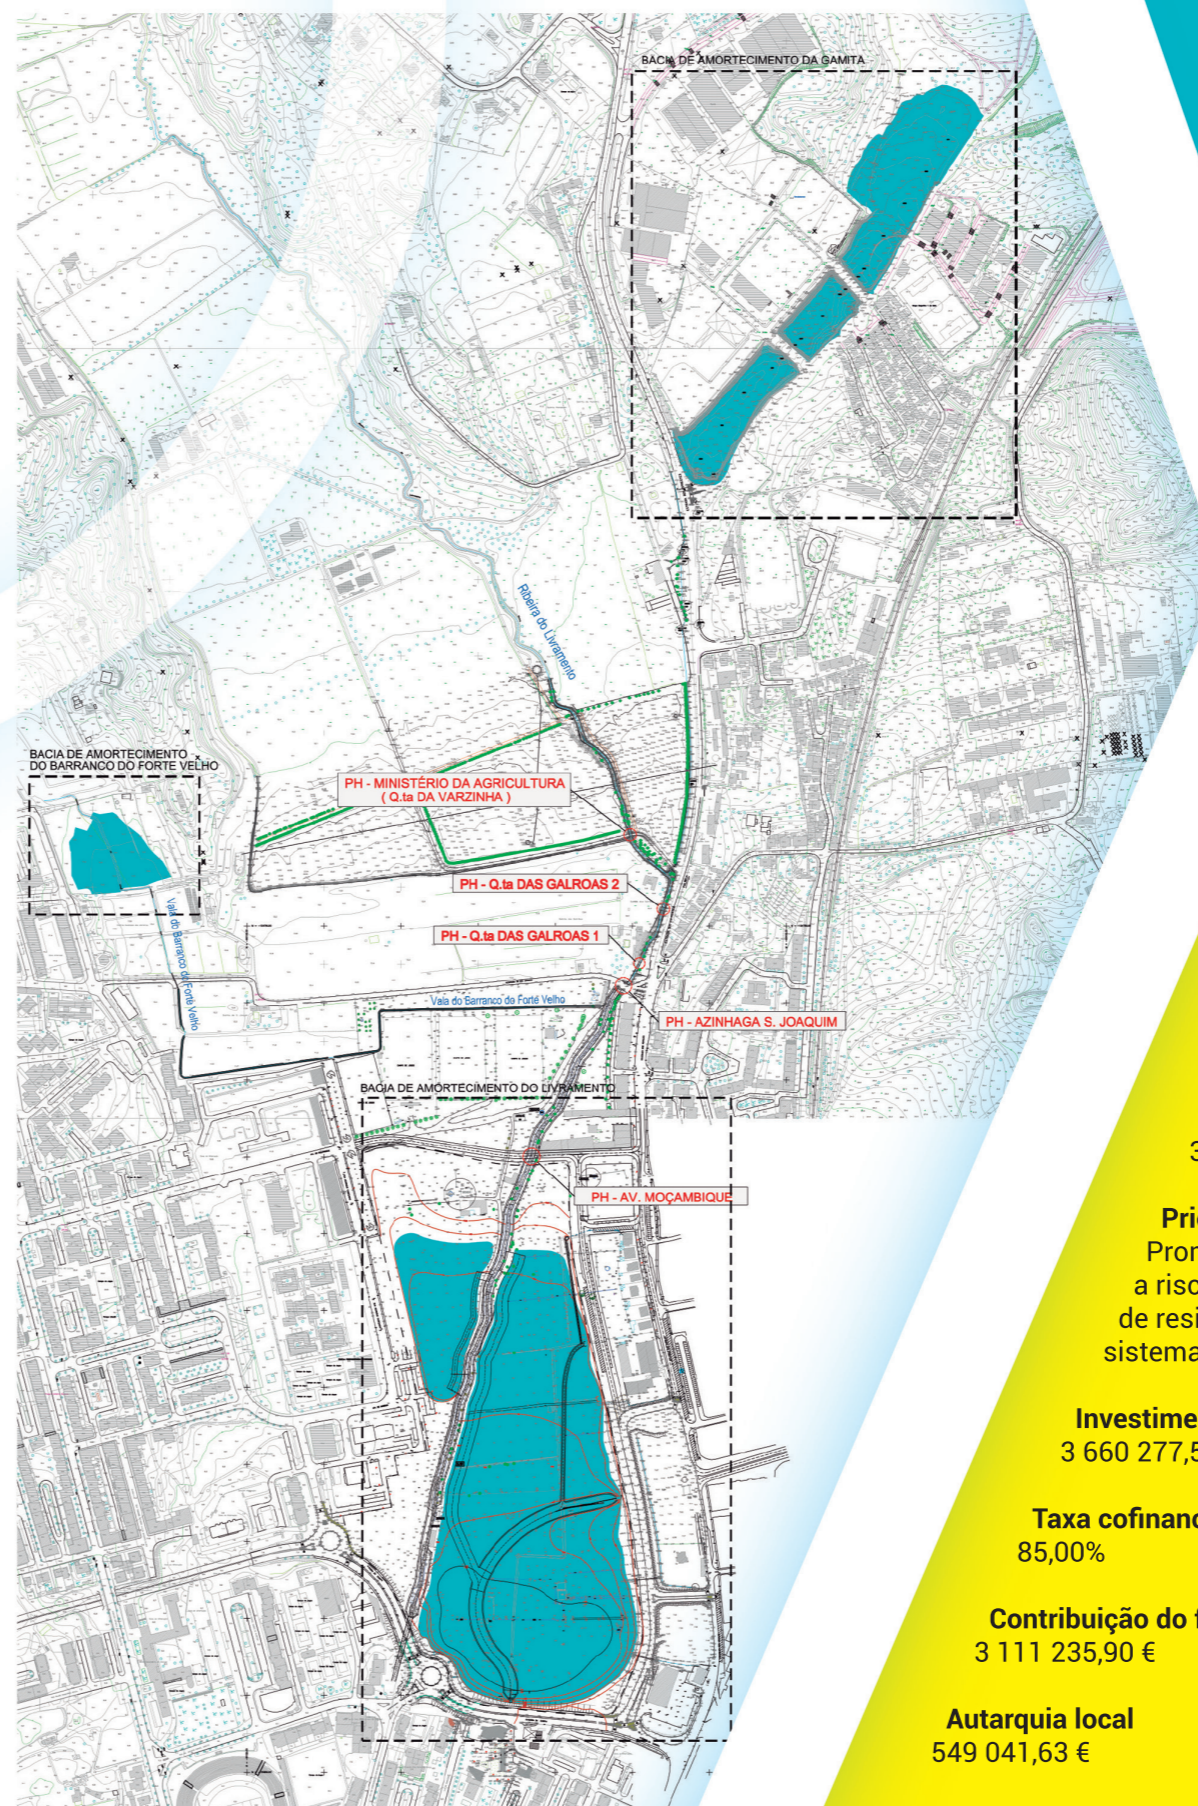 BACIA DE AMORTECIMENTO DA GAMITA
Ribeira do Livramento
BACIA DE AMORTECIMENTO
DO BARRANCO DO FORTE VELHO
PH - MINISTÉRIO DA AGRICULTURA
( Q.ta DA VARZINHA )
PH - Q.ta DAS GALROAS 2
Vala do Barranco do Forte Velho
PH - Q.ta DAS GALROAS 1
Vala do Barranco do Forte Velho
PH - AZINHAGA S. JOAQUIM
BACIA DE AMORTECIMENTO DO LIVRAMENTO
PH - AV. MOÇAMBIQUE
3
Pri
Pro
a risc
de resi
sistema
Investime
3 660 277,5
Taxa cofinanc
85,00%
Contribuição do f
3 111 235,90 €
Autarquia local
549 041,63 €